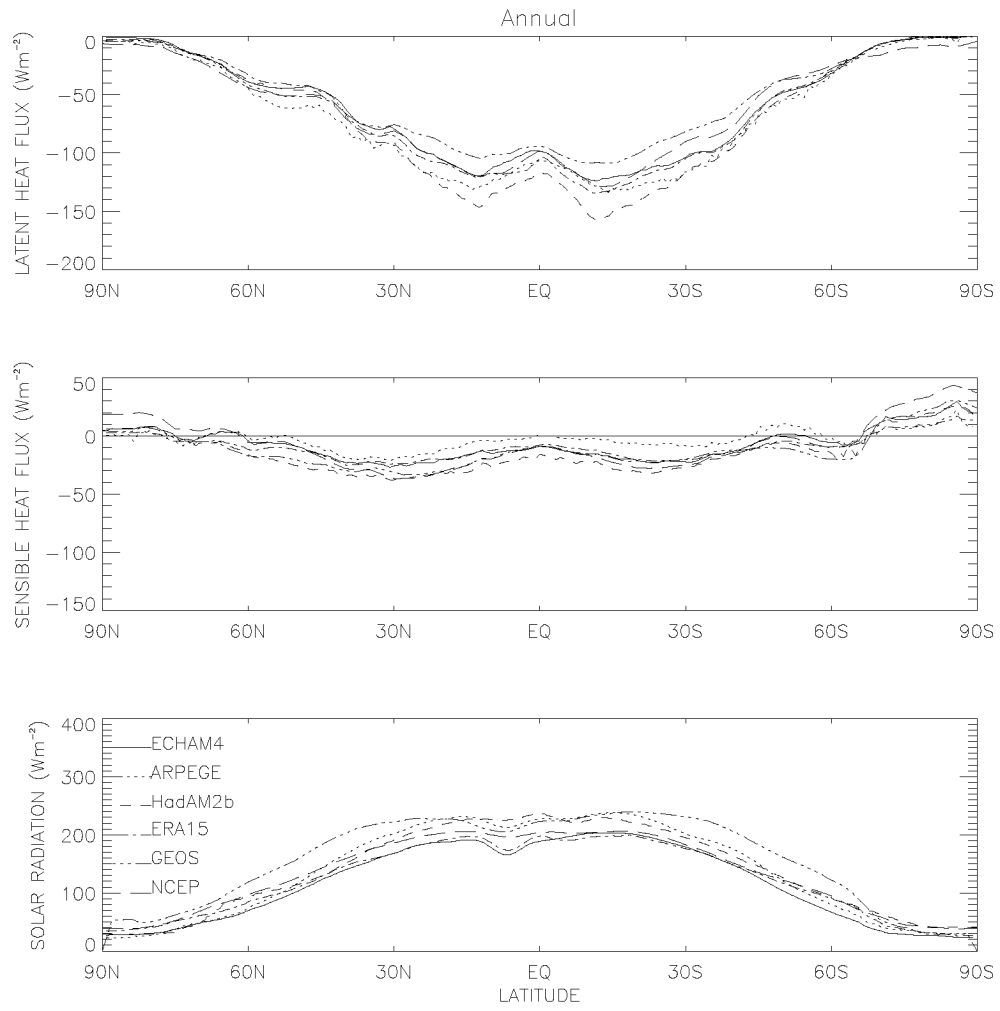 Annual
LATENT HEAT FLUX (Wm⁻²)
0
−50
−100
−150
−200
90N 60N 30N EQ 30S 60S 90S
SENSIBLE HEAT FLUX (Wm⁻²)
50
0
−50
−100
−150
90N 60N 30N EQ 30S 60S 90S
SOLAR RADIATION (Wm⁻²)
400
300
200
100
0
ECHAM4
ARPEGE
HadAM2b
ERA15
GEOS
NCEP
90N 60N 30N EQ 30S 60S 90S
LATITUDE